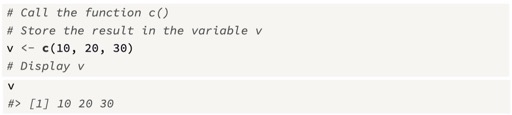 # Call the function c()
# Store the result in the variable v
v <- c(10, 20, 30)
# Display v
v
#> [1] 10 20 30